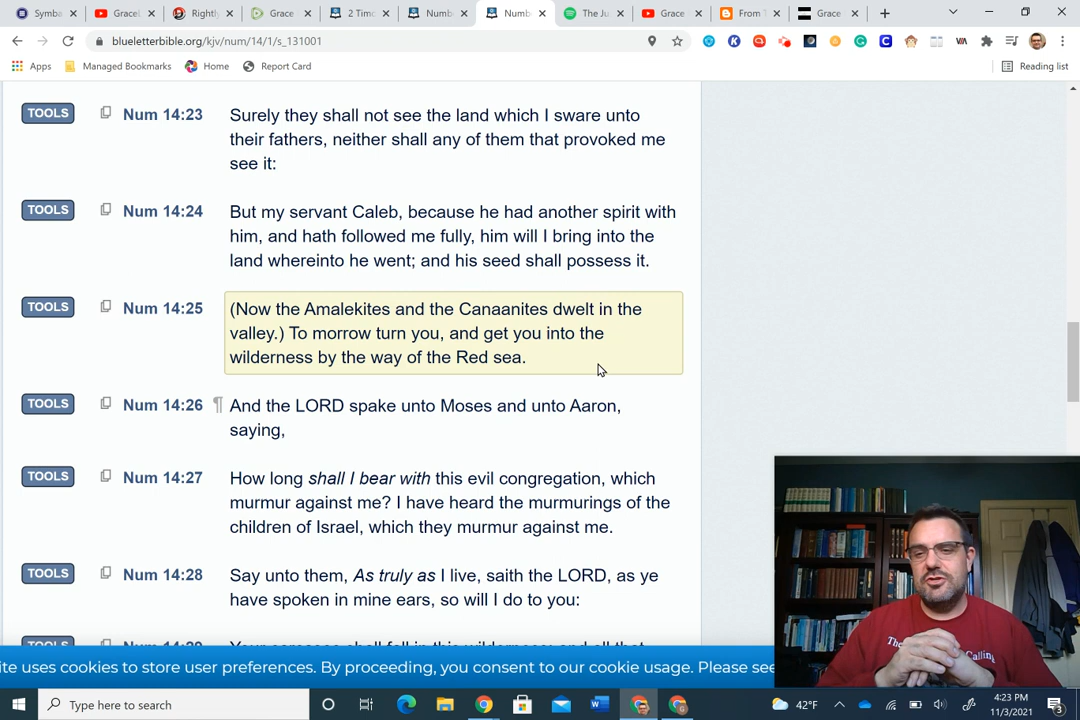 Symba
YouTu
Rightly
Grace
2 Timo
Numb
Numb
The Ju
Grace
From T
Grace
blueletterbible.org/kjv/num/14/1/s_131001
Apps
Managed Bookmarks
Home
Report Card
Reading list
TOOLS
Num 14:23
Surely they shall not see the land which I sware unto
their fathers, neither shall any of them that provoked me
see it:
TOOLS
Num 14:24
But my servant Caleb, because he had another spirit with
him, and hath followed me fully, him will I bring into the
land whereinto he went; and his seed shall possess it.
TOOLS
Num 14:25
(Now the Amalekites and the Canaanites dwelt in the
valley.) To morrow turn you, and get you into the
wilderness by the way of the Red sea.
TOOLS
Num 14:26
¶ And the LORD spake unto Moses and unto Aaron,
saying,
TOOLS
Num 14:27
How long shall I bear with this evil congregation, which
murmur against me? I have heard the murmurings of the
children of Israel, which they murmur against me.
TOOLS
Num 14:28
Say unto them, As truly as I live, saith the LORD, as ye
have spoken in mine ears, so will I do to you:
ite uses cookies to store user preferences. By proceeding, you consent to our cookie usage. Please see
The
Calling
Type here to search
42°F
4:23 PM
11/3/2021
3